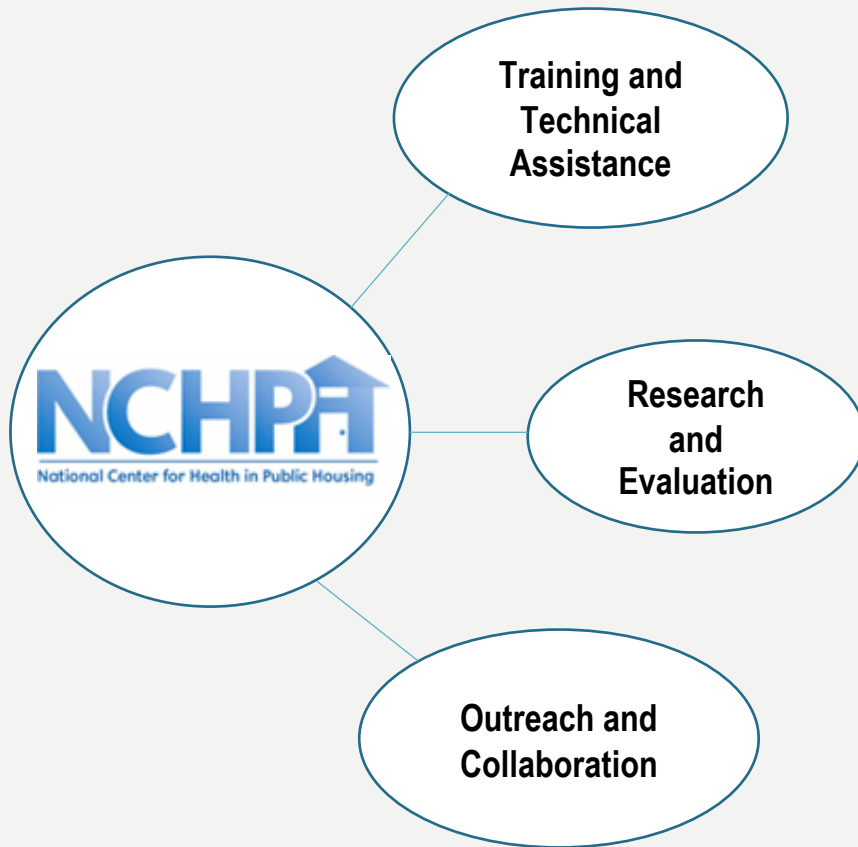 Training and
Technical
Assistance
NCHPH
National Center for Health in Public Housing
Research
and
Evaluation
Outreach and
Collaboration